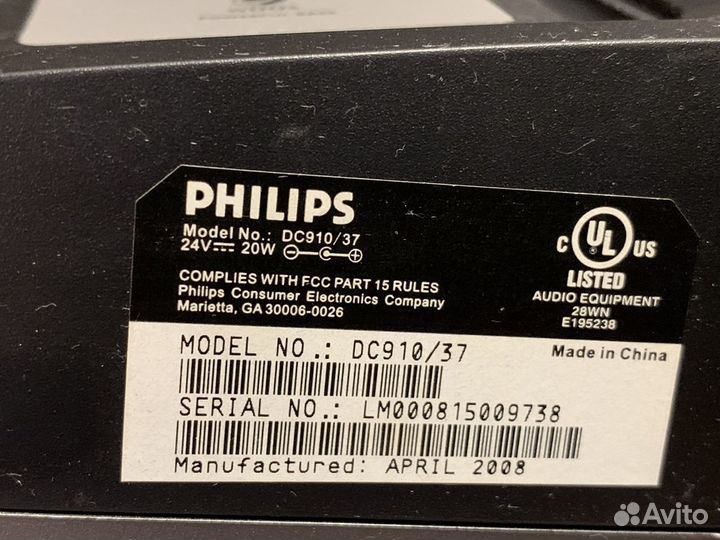 PHILIPS
Model No.: DC910/37
24V 20W
COMPLIES WITH FCC PART 15 RULES
Philips Consumer Electronics Company
Marietta, GA 30006-0026
C UL US
LISTED
AUDIO EQUIPMENT
28WN
E195238
MODEL NO.: DC910/37
Made in China
SERIAL NO.: LM000815009738
Manufactured: APRIL 2008
Avito